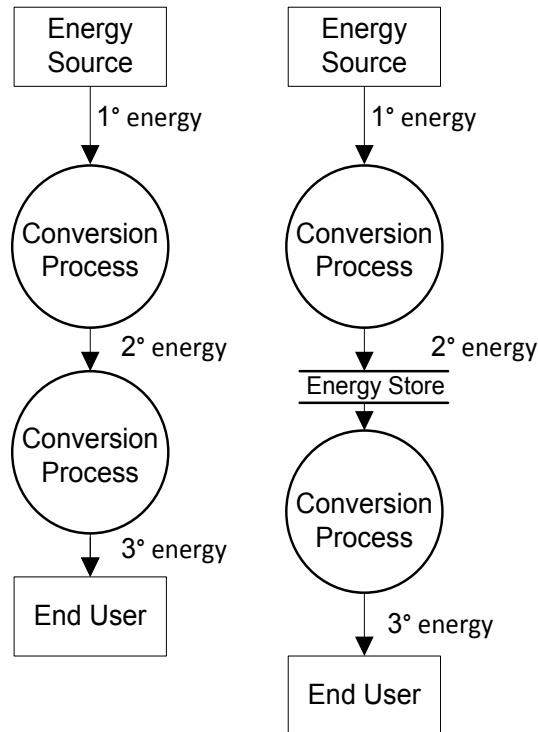 Energy
Source
1° energy
Conversion
Process
2° energy
Conversion
Process
3° energy
End User
Energy
Source
1° energy
Conversion
Process
2° energy
Energy Store
Conversion
Process
3° energy
End User